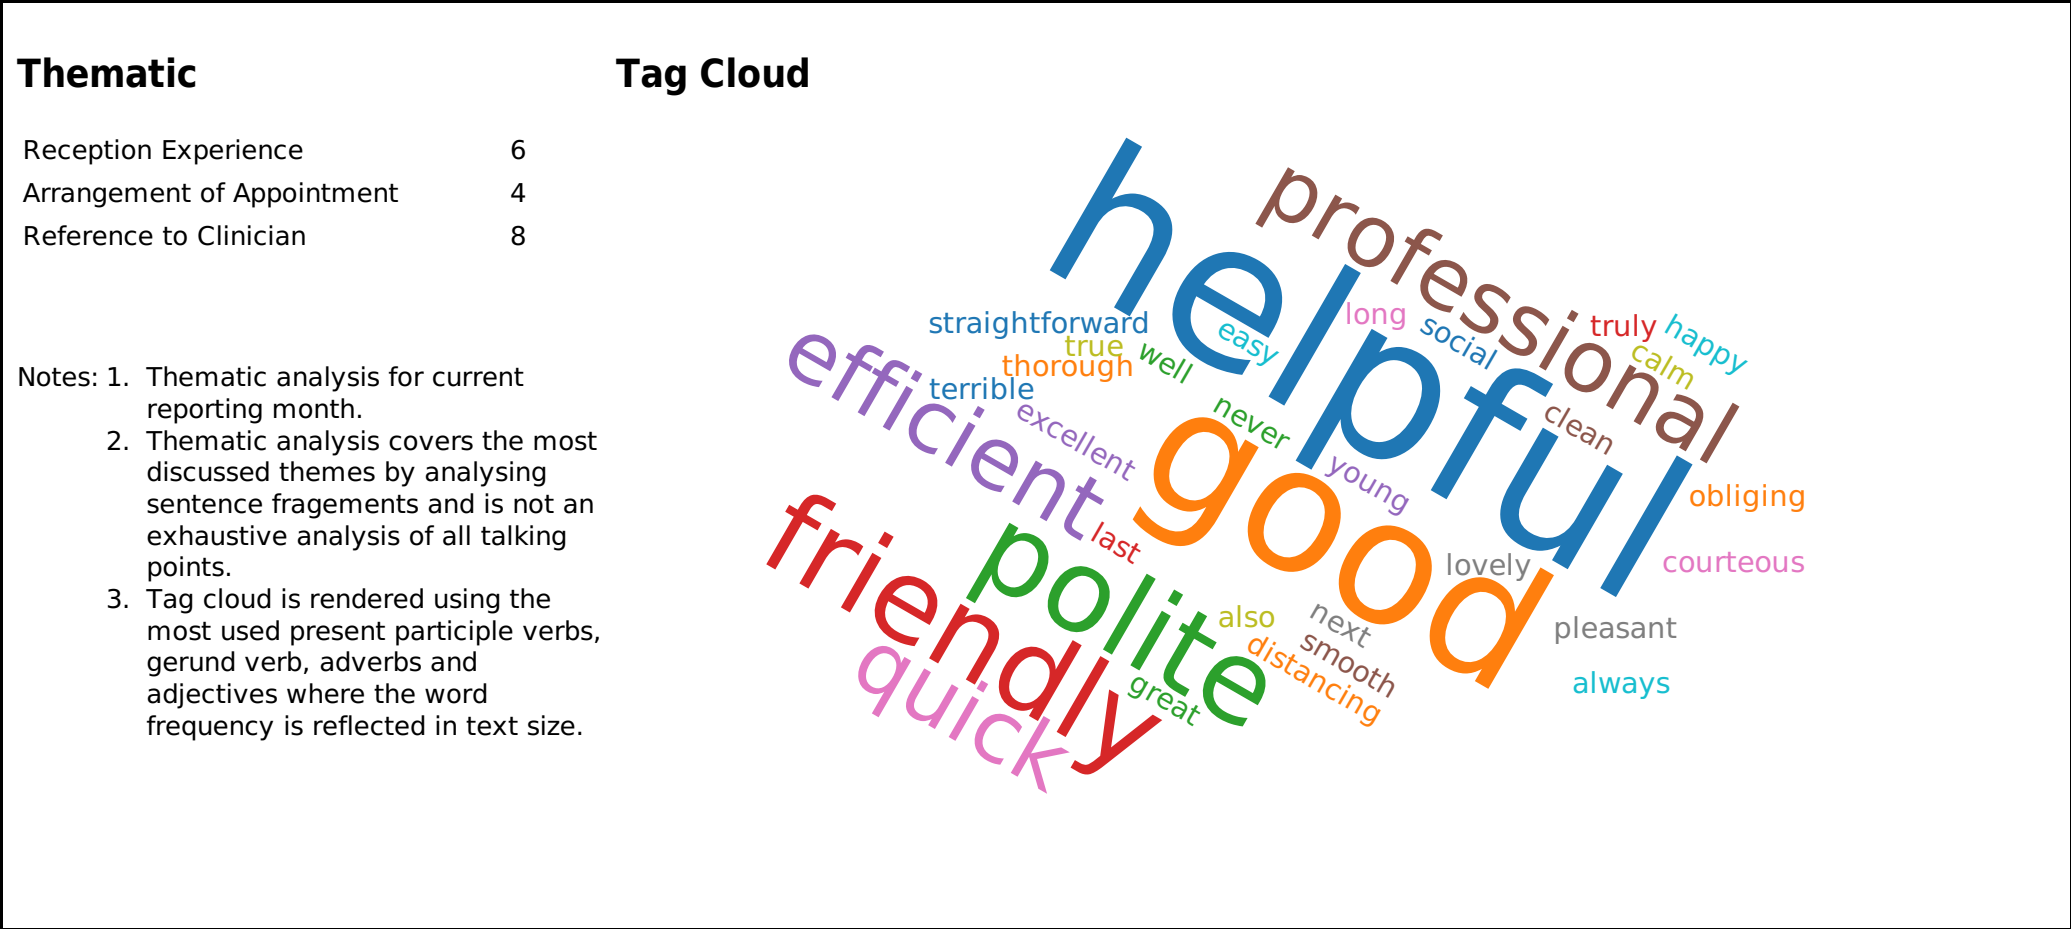 Thematic
Reception Experience 6
Arrangement of Appointment 4
Reference to Clinician 8
Notes: 1. Thematic analysis for current
reporting month.
2. Thematic analysis covers the most
discussed themes by analysing
sentence fragements and is not an
exhaustive analysis of all talking
points.
3. Tag cloud is rendered using the
most used present participle verbs,
gerund verb, adverbs and
adjectives where the word
frequency is reflected in text size.
Tag Cloud
helpful
professional
straightforward
true
thorough
terrible
well
easy
long
social
truly
happy
calm
efficient
excellent
never
good
young
clean
obliging
friendly
polite
last
lovely
courteous
also
next
pleasant
smooth
distancing
always
quick
great